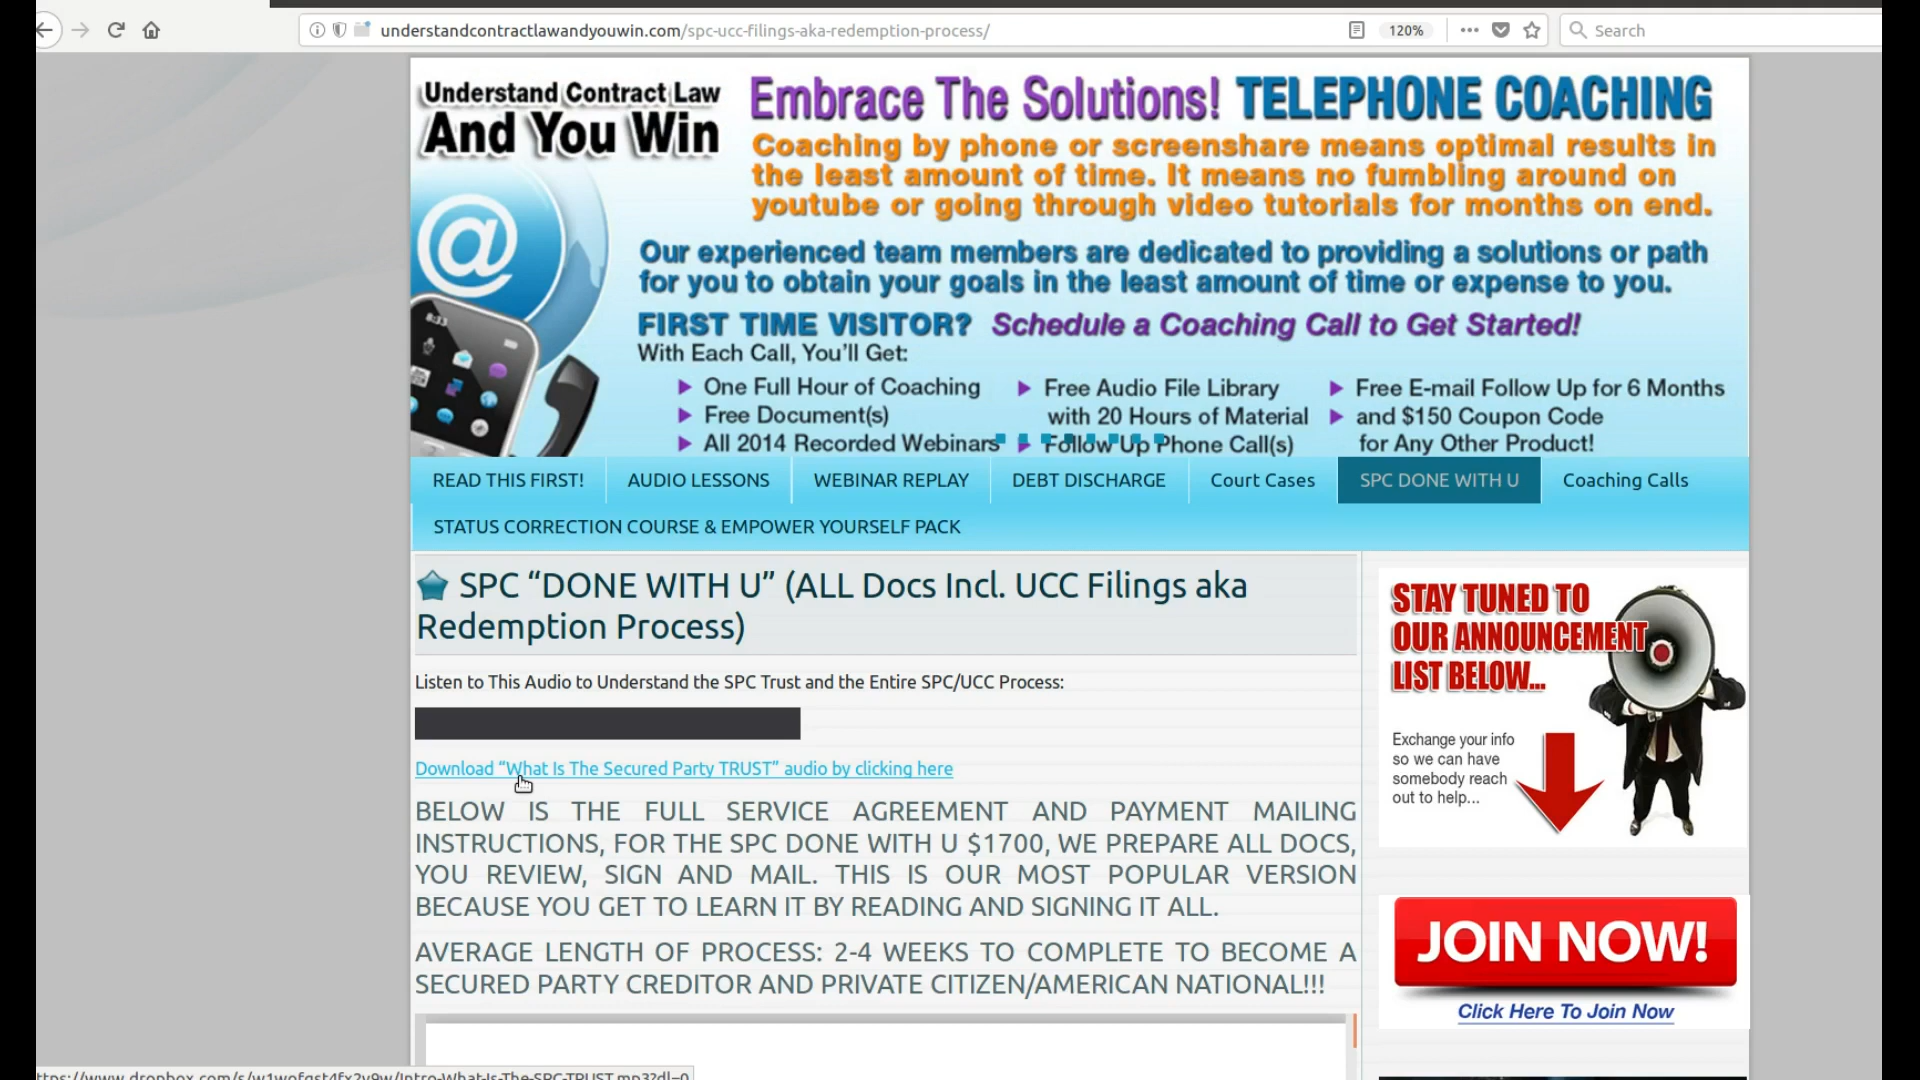 understandcontractlawandyouwin.com/spc-ucc-filings-aka-redemption-process/
120%
Search
Understand Contract Law
And You Win
Embrace The Solutions! TELEPHONE COACHING
Coaching by phone or screenshare means optimal results in
the least amount of time. It means no fumbling around on
youtube or going through video tutorials for months on end.
Our experienced team members are dedicated to providing a solutions or path
for you to obtain your goals in the least amount of time or expense to you.
FIRST TIME VISITOR? Schedule a Coaching Call to Get Started!
With Each Call, You'll Get:
One Full Hour of Coaching
Free Document(s)
All 2014 Recorded Webinars
Free Audio File Library
with 20 Hours of Material
Follow Up Phone Call(s)
Free E-mail Follow Up for 6 Months
and $150 Coupon Code
for Any Other Product!
8:33
@
READ THIS FIRST! AUDIO LESSONS WEBINAR REPLAY DEBT DISCHARGE Court Cases SPC DONE WITH U Coaching Calls
STATUS CORRECTION COURSE & EMPOWER YOURSELF PACK
SPC “DONE WITH U” (ALL Docs Incl. UCC Filings aka
Redemption Process)
Listen to This Audio to Understand the SPC Trust and the Entire SPC/UCC Process:
Download “What Is The Secured Party TRUST” audio by clicking here
BELOW IS THE FULL SERVICE AGREEMENT AND PAYMENT MAILING
INSTRUCTIONS, FOR THE SPC DONE WITH U $1700, WE PREPARE ALL DOCS,
YOU REVIEW, SIGN AND MAIL. THIS IS OUR MOST POPULAR VERSION
BECAUSE YOU GET TO LEARN IT BY READING AND SIGNING IT ALL.
AVERAGE LENGTH OF PROCESS: 2-4 WEEKS TO COMPLETE TO BECOME A
SECURED PARTY CREDITOR AND PRIVATE CITIZEN/AMERICAN NATIONAL!!!
STAY TUNED TO
OUR ANNOUNCEMENT
LIST BELOW...
Exchange your info
so we can have
somebody reach
out to help...
JOIN NOW!
Click Here To Join Now